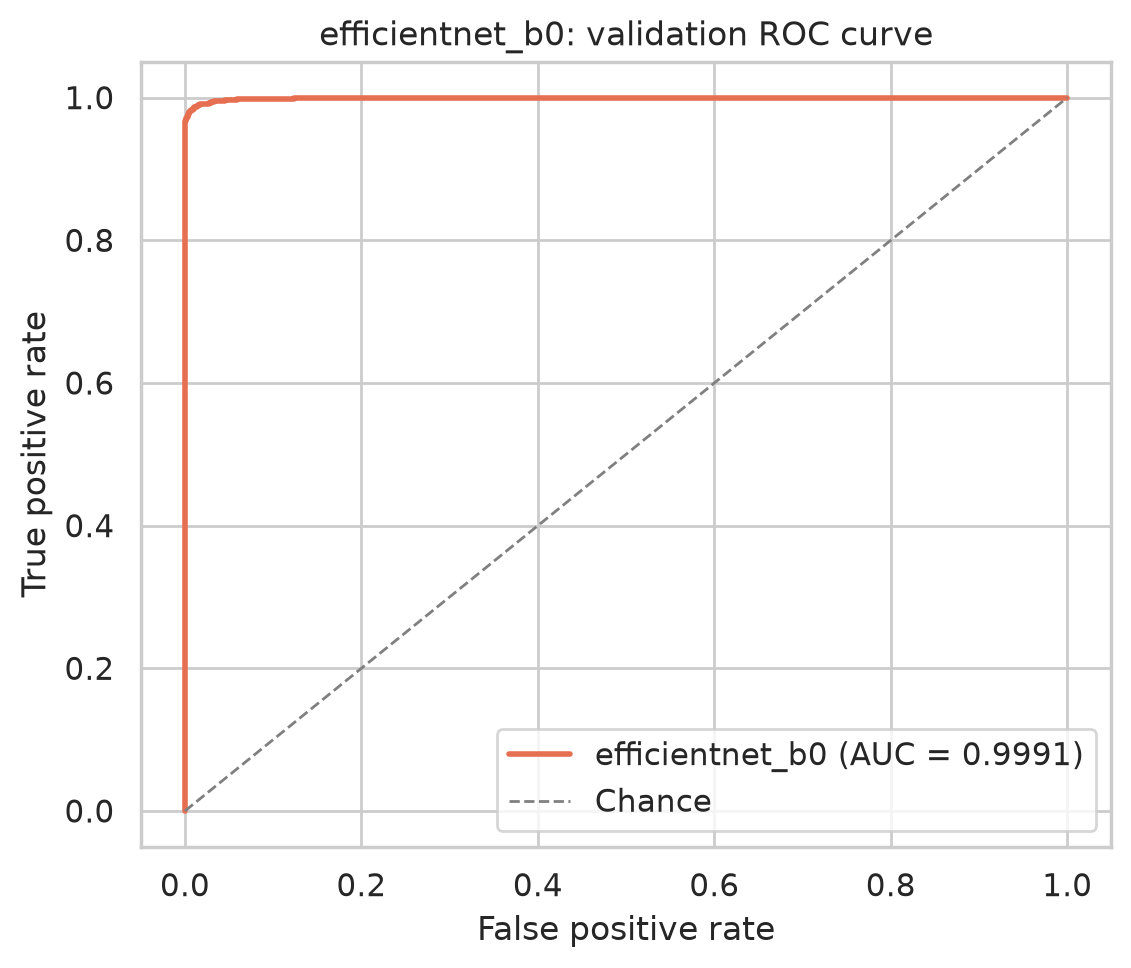 efficientnet_b0: validation ROC curve
True positive rate
1.0
0.8
0.6
0.4
0.2
0.0
efficientnet_b0 (AUC = 0.9991)
Chance
0.0 0.2 0.4 0.6 0.8 1.0
False positive rate